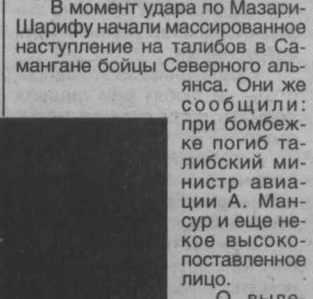 В момент удара по Мазари-
Шарифу начали массированное
наступление на талибов в Са-
мангане бойцы Северного аль-
янса. Они же
сообщили:
при бомбеж-
ке погиб та-
либский ми-
нистр авиа-
ции А. Ман-
сур и еще не-
кое высоко-
поставленное
лицо.
О выле-